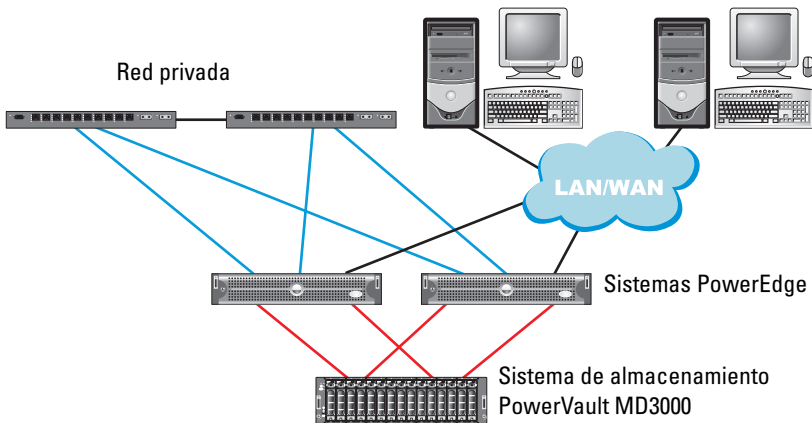 Red privada
LAN/WAN
Sistemas PowerEdge
Sistema de almacenamiento
PowerVault MD3000